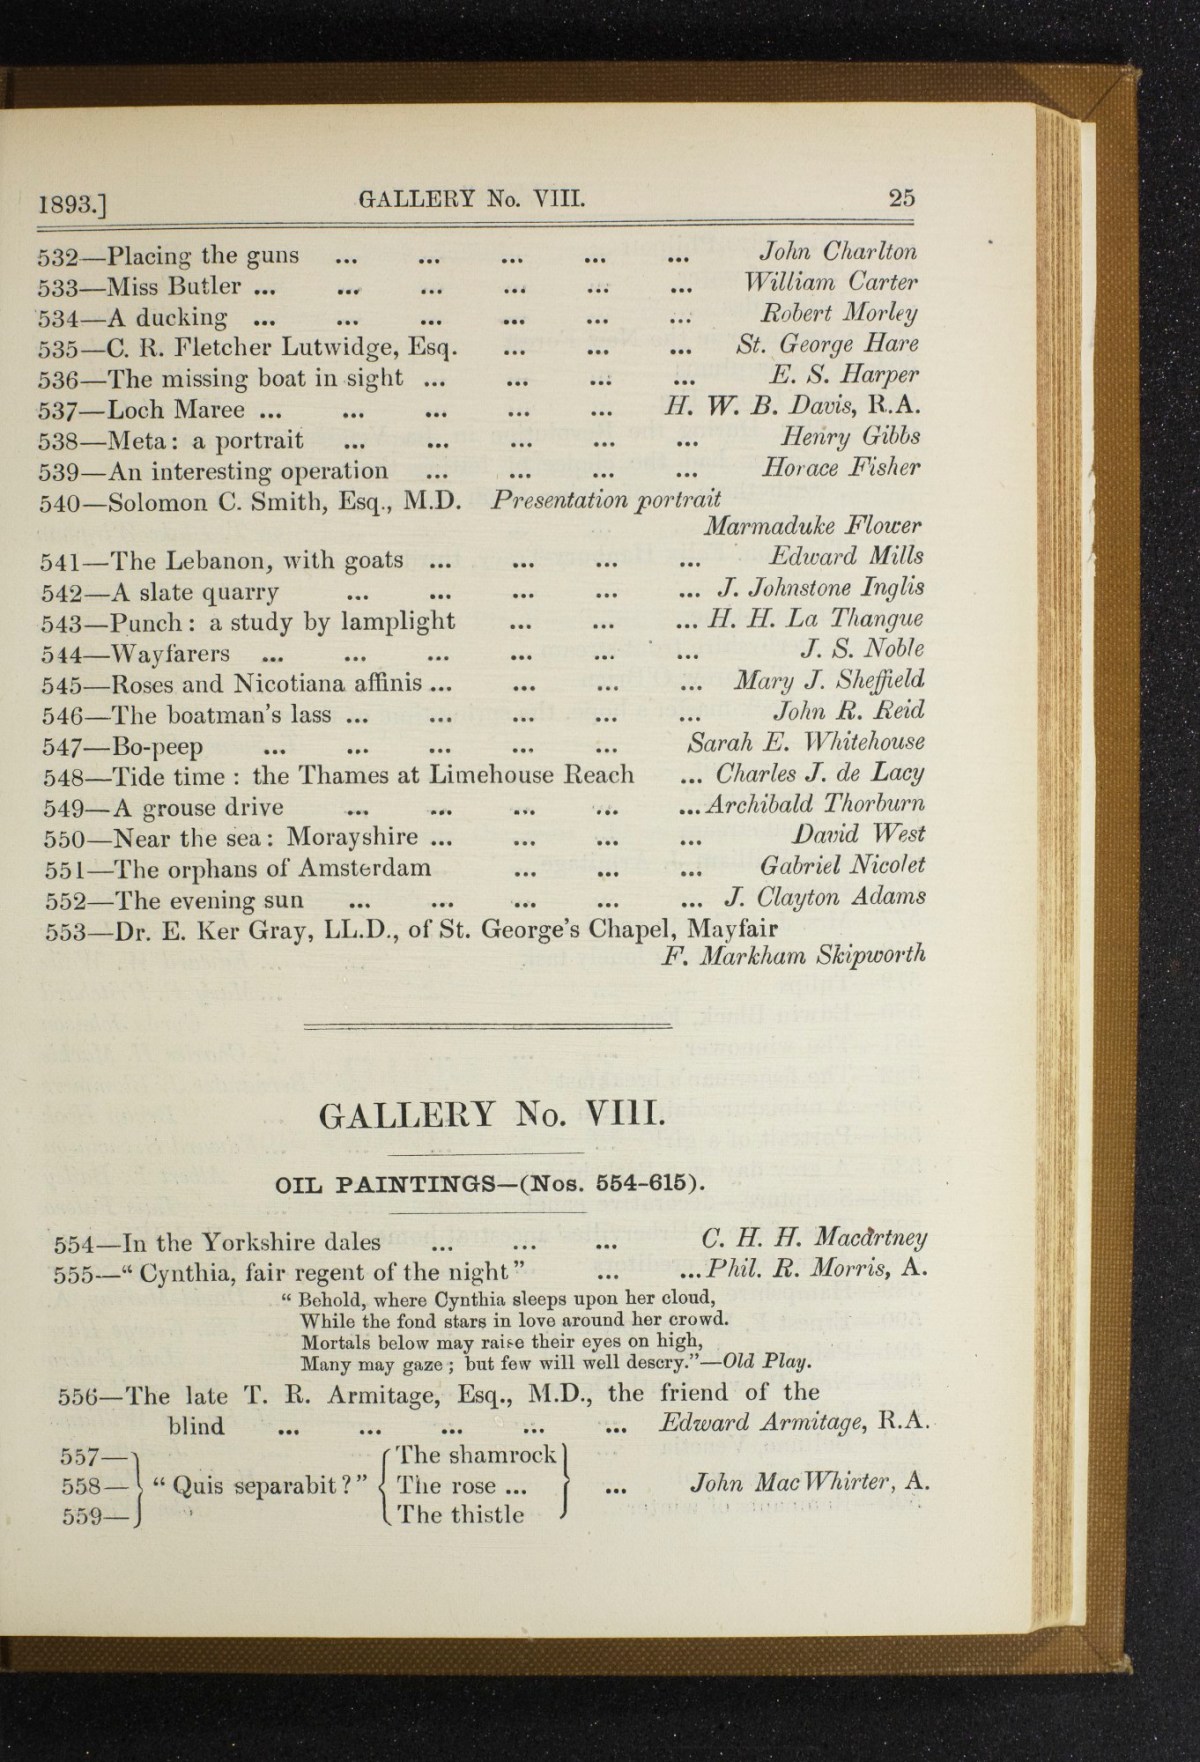 1893.] GALLERY No. VIII. 25
532—Placing the guns ... ... ... ... ... John Charlton
533—Miss Butler ... ... ... ... ... ... William Carter
534—A ducking ... ... ... ... ... ... Robert Morley
535—C. R. Fletcher Lutwidge, Esq. ... ... ... St. George Hare
536—The missing boat in sight ... ... ... ... E. S. Harper
537—Loch Maree ... ... ... ... ... H. W. B. Davis, R.A.
538—Meta: a portrait ... ... ... ... ... Henry Gibbs
539—An interesting operation ... ... ... ... Horace Fisher
540—Solomon C. Smith, Esq., M.D. Presentation portrait
Marmaduke Flower
541—The Lebanon, with goats ... ... ... ... Edward Mills
542—A slate quarry ... ... ... ... ... J. Johnstone Inglis
543—Punch: a study by lamplight ... ... ... H. H. La Thangue
544—Wayfarers ... ... ... ... ... ... J. S. Noble
545—Roses and Nicotiana affinis ... ... ... ... Mary J. Sheffield
546—The boatman's lass ... ... ... ... ... John R. Reid
547—Bo-peep ... ... ... ... ... Sarah E. Whitehouse
548—Tide time: the Thames at Limehouse Reach ... Charles J. de Lacy
549—A grouse drive ... ... ... ... ... Archibald Thorburn
550—Near the sea: Morayshire ... ... ... ... David West
551—The orphans of Amsterdam ... ... ... Gabriel Nicolet
552—The evening sun ... ... ... ... ... J. Clayton Adams
553—Dr. E. Ker Gray, LL.D., of St. George's Chapel, Mayfair
F. Markham Skipworth
GALLERY No. VIII.
OIL PAINTINGS—(Nos. 554-615).
554—In the Yorkshire dales ... ... ... C. H. H. Macartney
555—“Cynthia, fair regent of the night” ... ... Phil. R. Morris, A.
“Behold, where Cynthia sleeps upon her cloud,
While the fond stars in love around her crowd.
Mortals below may raise their eyes on high,
Many may gaze; but few will well descry.”—Old Play.
556—The late T. R. Armitage, Esq., M.D., the friend of the
blind ... ... ... ... ... Edward Armitage, R.A.
557— The shamrock
558— “Quis separabit?” The rose ... ... John MacWhirter, A.
559— The thistle